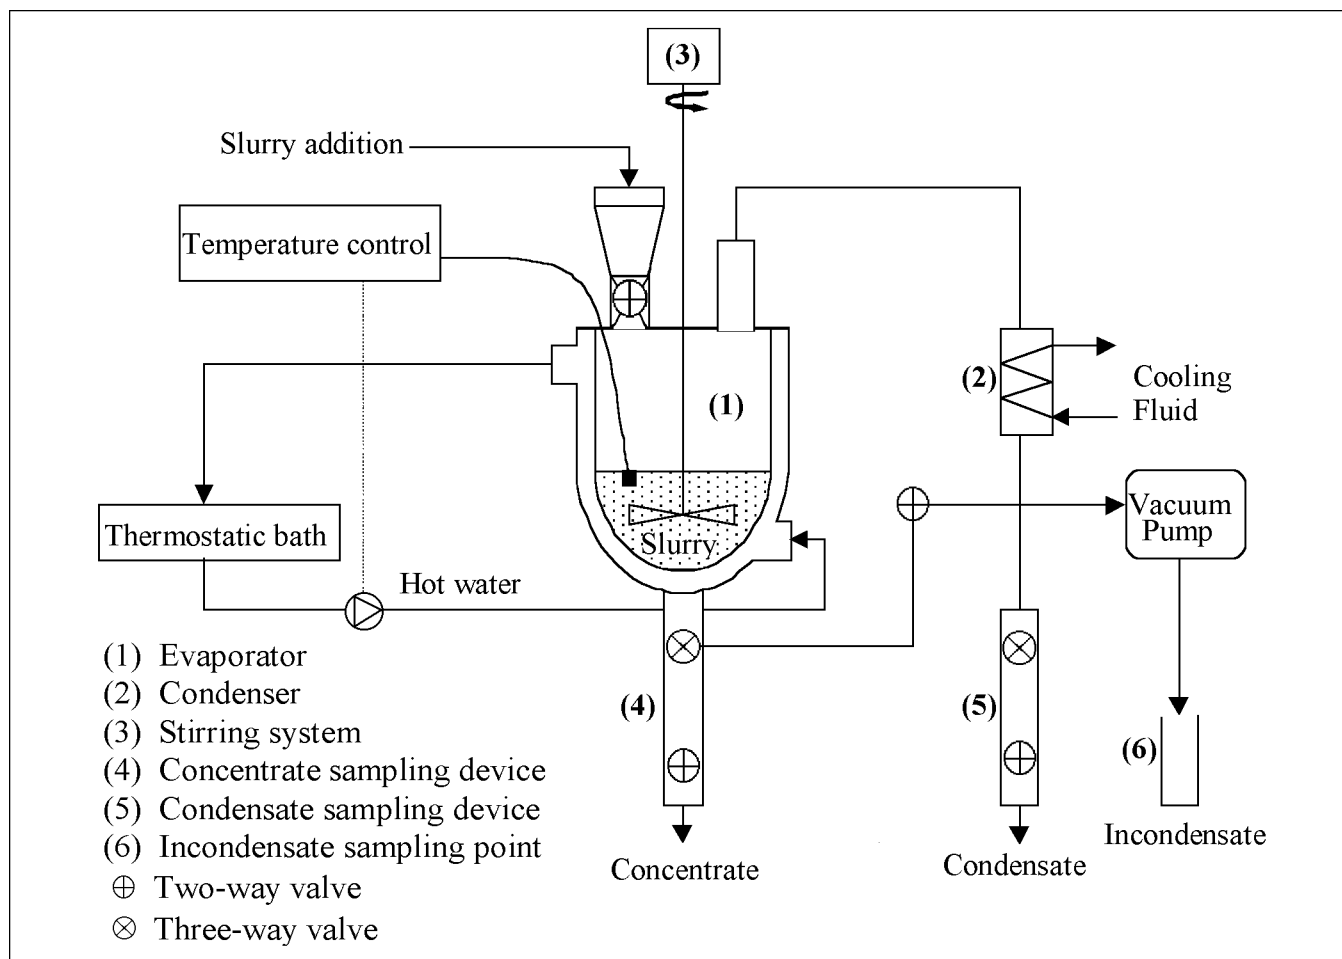 (3)
Slurry addition
Temperature control
(2)
Cooling
Fluid
(1)
Vacuum
Pump
Thermostatic bath
Slurry
Hot water
(1) Evaporator
(2) Condenser
(3) Stirring system
(4) Concentrate sampling device
(5) Condensate sampling device
(6) Incondensate sampling point
Two-way valve
Three-way valve
(4)
(5)
(6)
Concentrate
Condensate
Incondensate